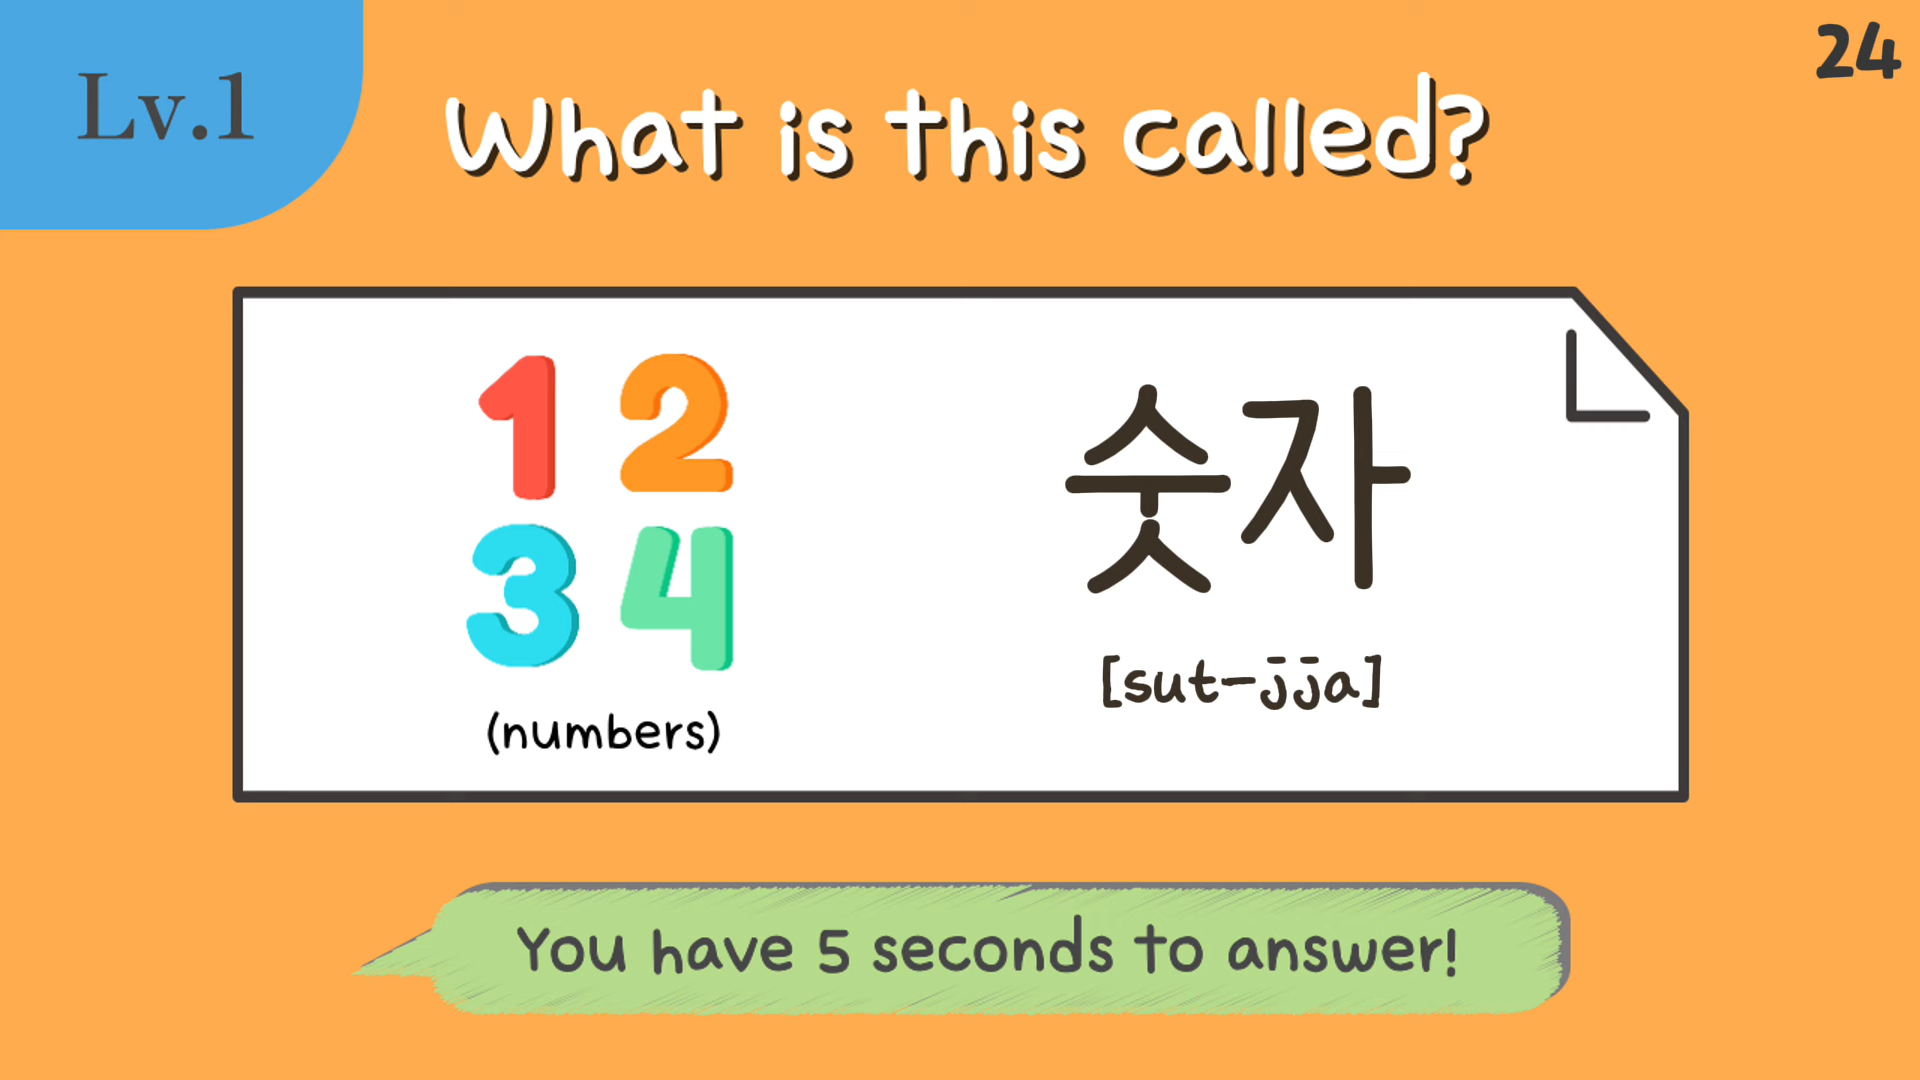 Lv.1
24
What is this called?
1 2
3 4
(numbers)
숫자
[sut-jja]
You have 5 seconds to answer!